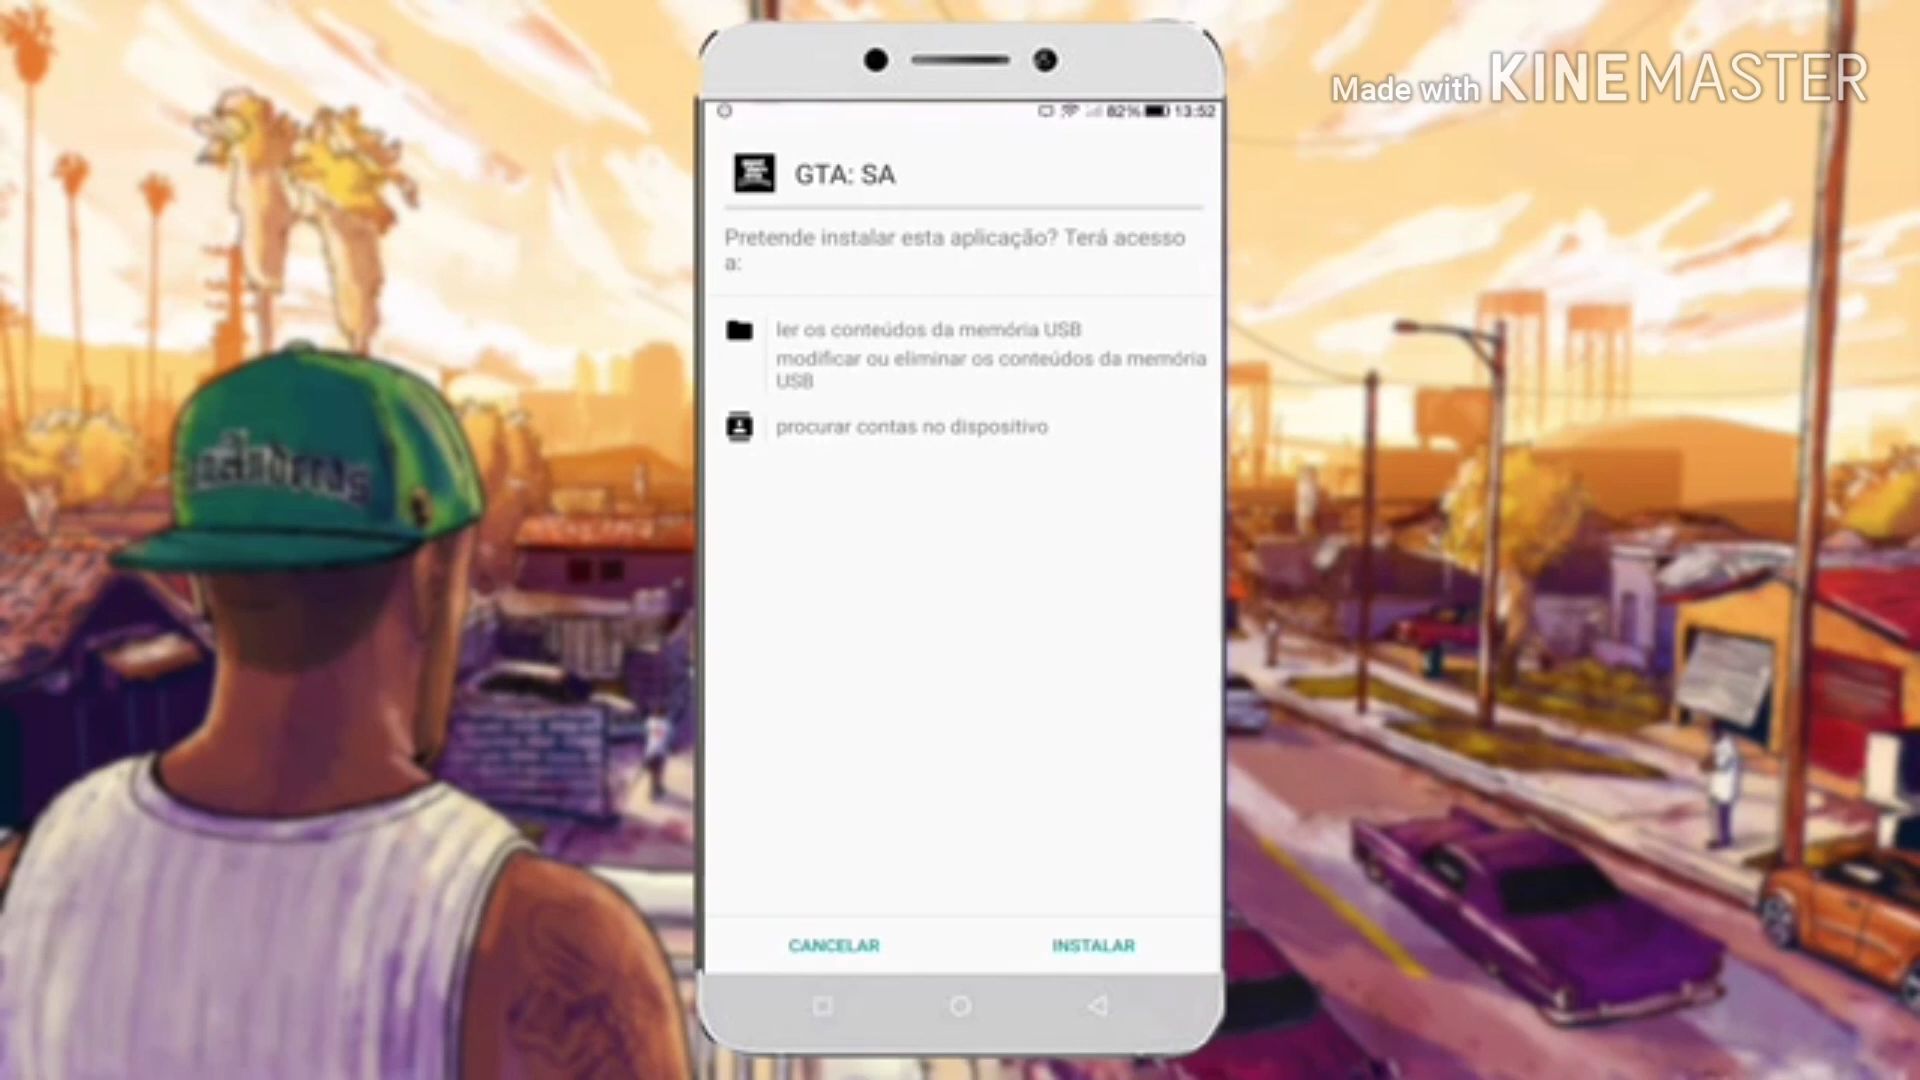 Made with KINEMASTER
82% 13:52
GTA: SA
Pretende instalar esta aplicação? Terá acesso
a:
ler os conteúdos da memória USB
modificar ou eliminar os conteúdos da memória
USB
procurar contas no dispositivo
CANCELAR INSTALAR